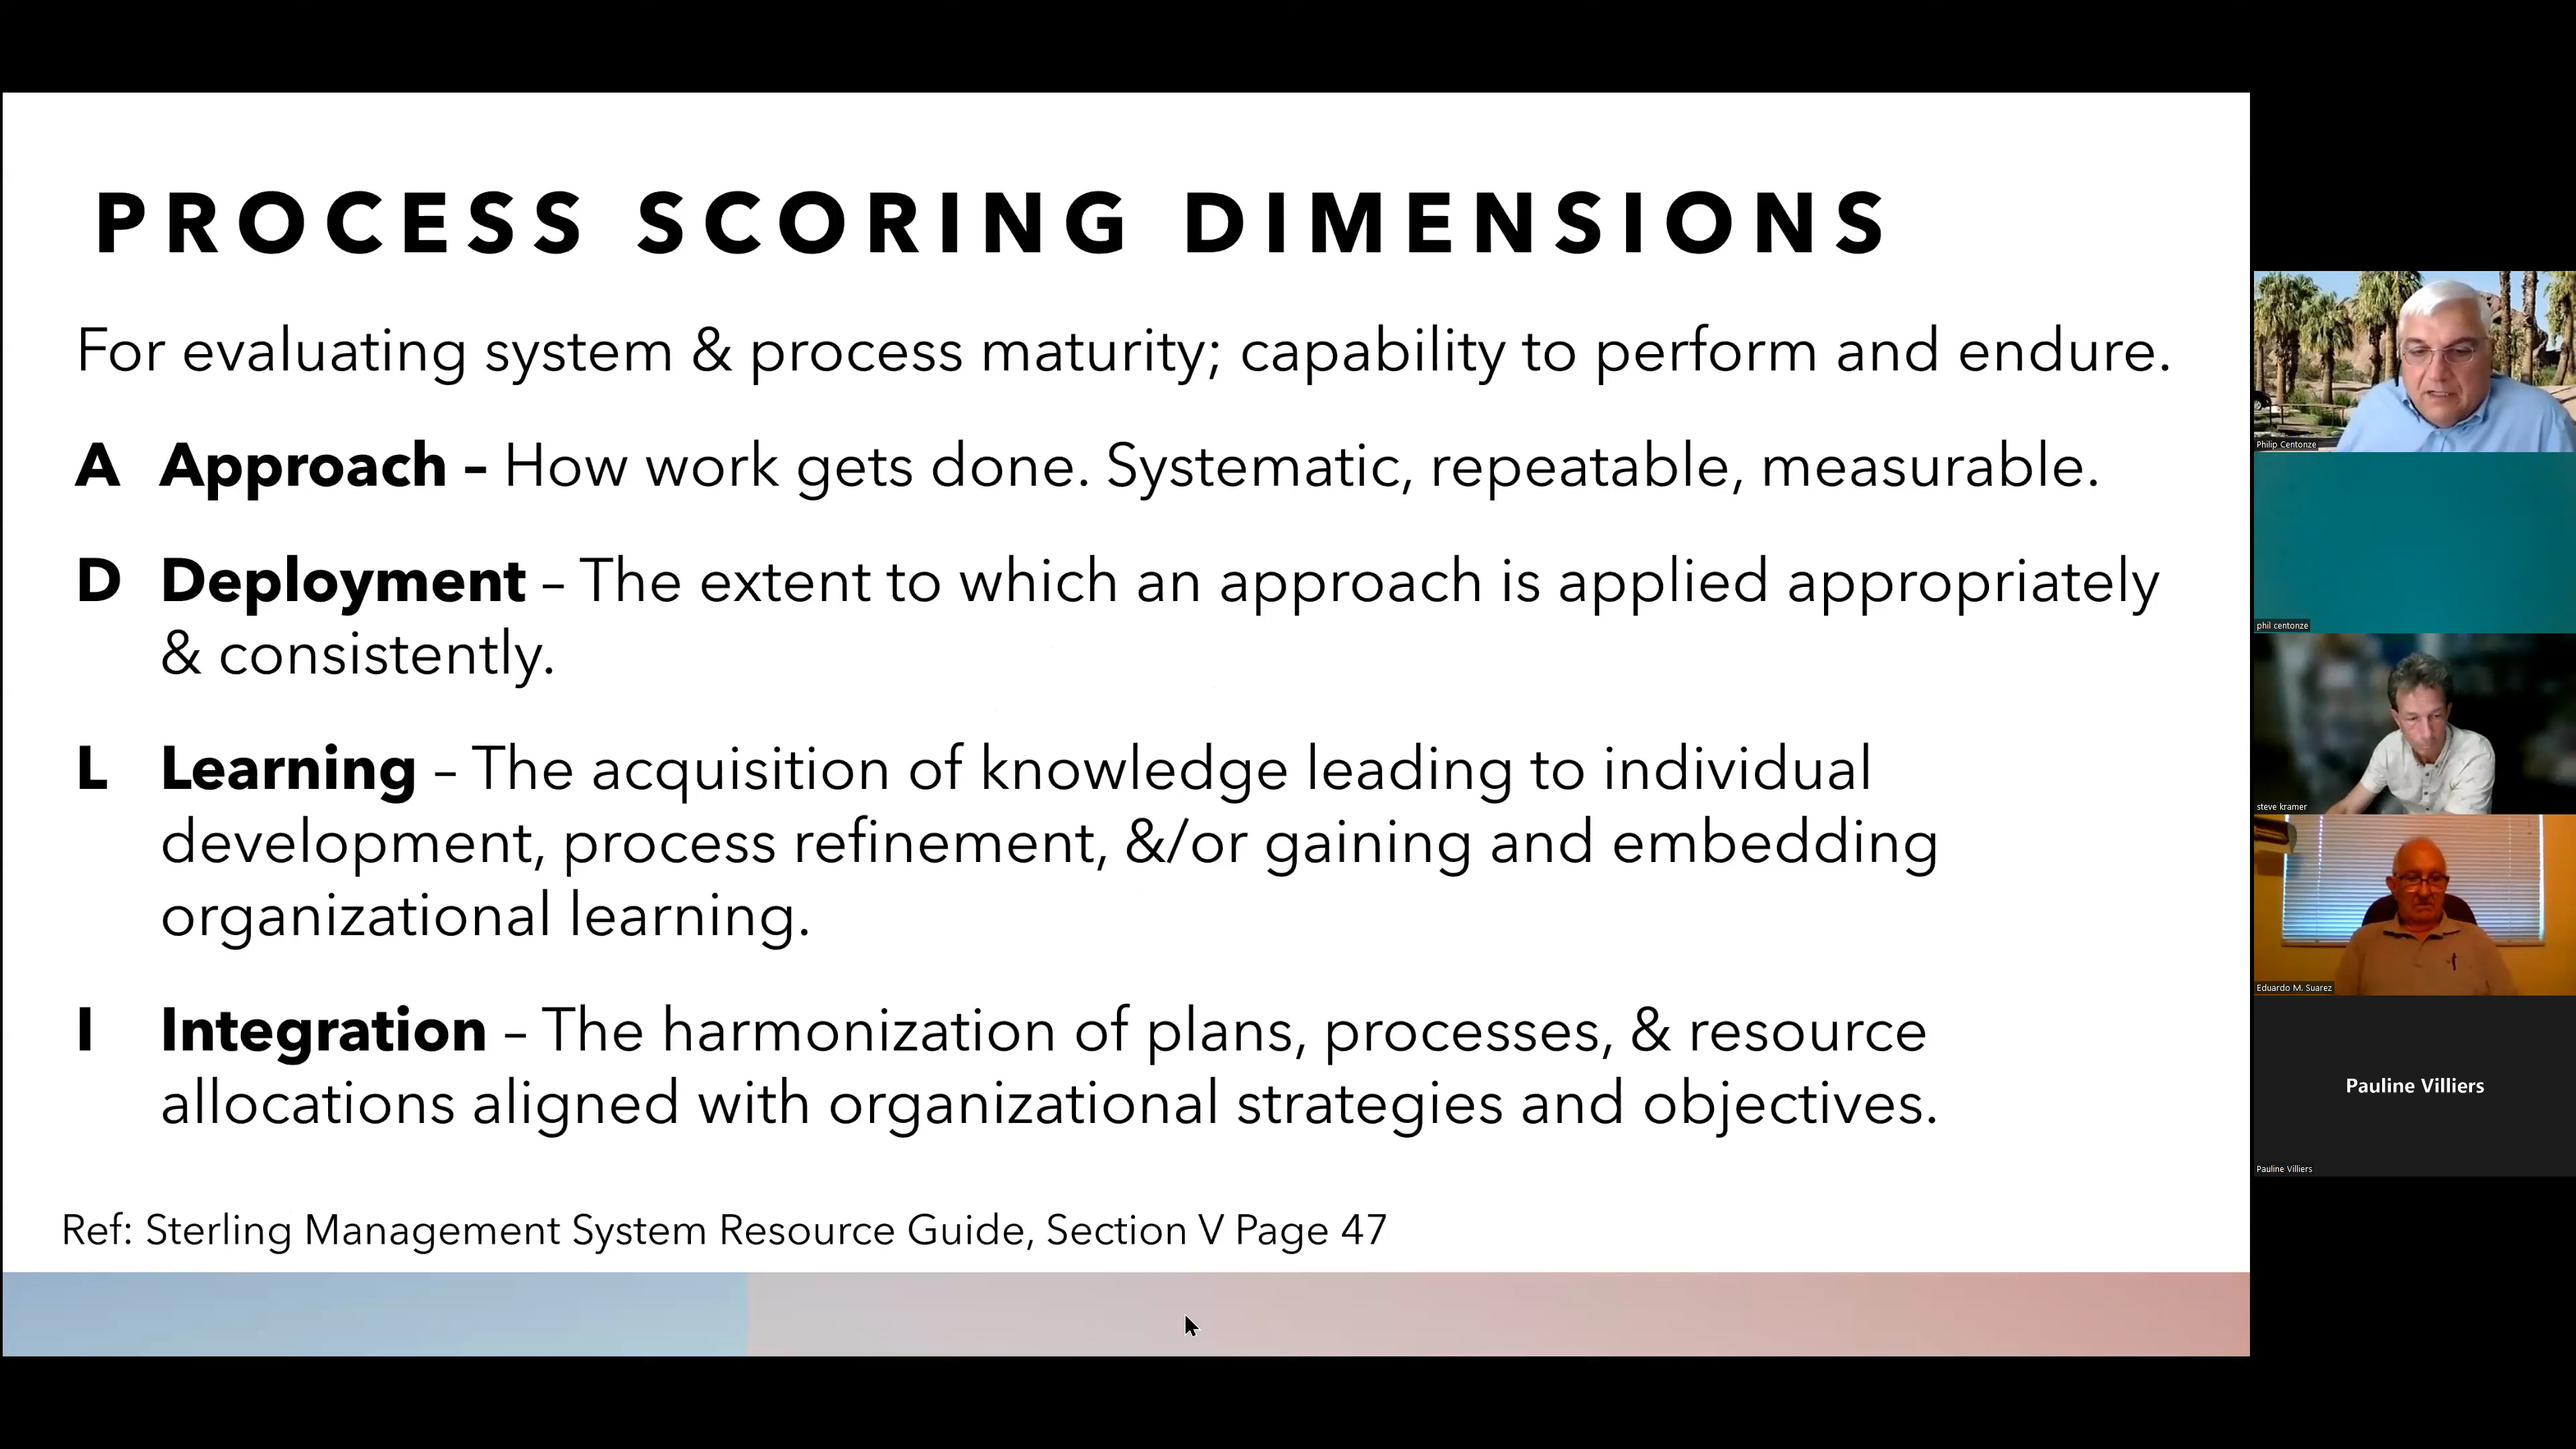 PROCESS SCORING DIMENSIONS
For evaluating system & process maturity; capability to perform and endure.
A Approach – How work gets done. Systematic, repeatable, measurable.
D Deployment – The extent to which an approach is applied appropriately
& consistently.
L Learning – The acquisition of knowledge leading to individual
development, process refinement, &/or gaining and embedding
organizational learning.
I Integration – The harmonization of plans, processes, & resource
allocations aligned with organizational strategies and objectives.
Ref: Sterling Management System Resource Guide, Section V Page 47
Philip Centonze
phil centonze
steve kramer
Eduardo M. Suarez
Pauline Villiers
Pauline Villiers